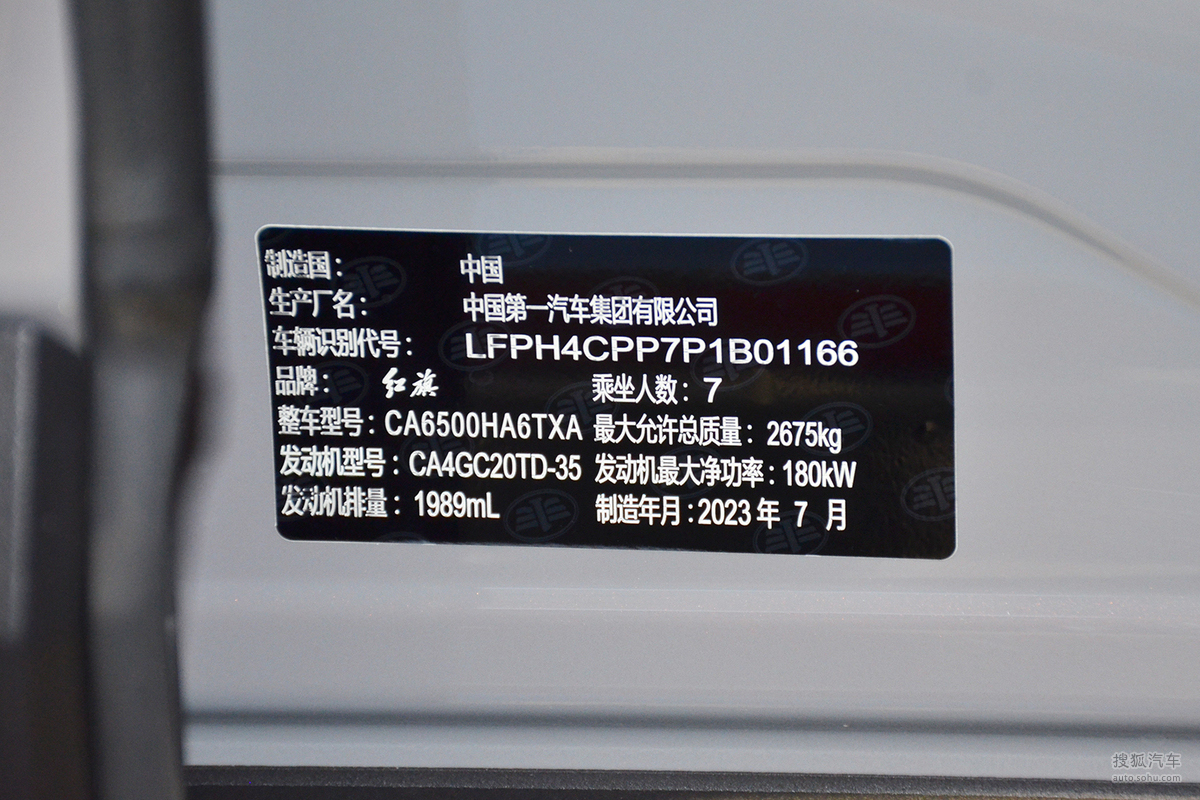 制造国：中国
生产厂名：中国第一汽车集团有限公司
车辆识别代号：LFPH4CPP7P1B01166
品牌：红旗 乘坐人数：7
整车型号：CA6500HA6TXA 最大允许总质量：2675kg
发动机型号：CA4GC20TD-35 发动机最大净功率：180kW
发动机排量：1989mL 制造年月：2023年 7 月
搜狐汽车
auto.sohu.com